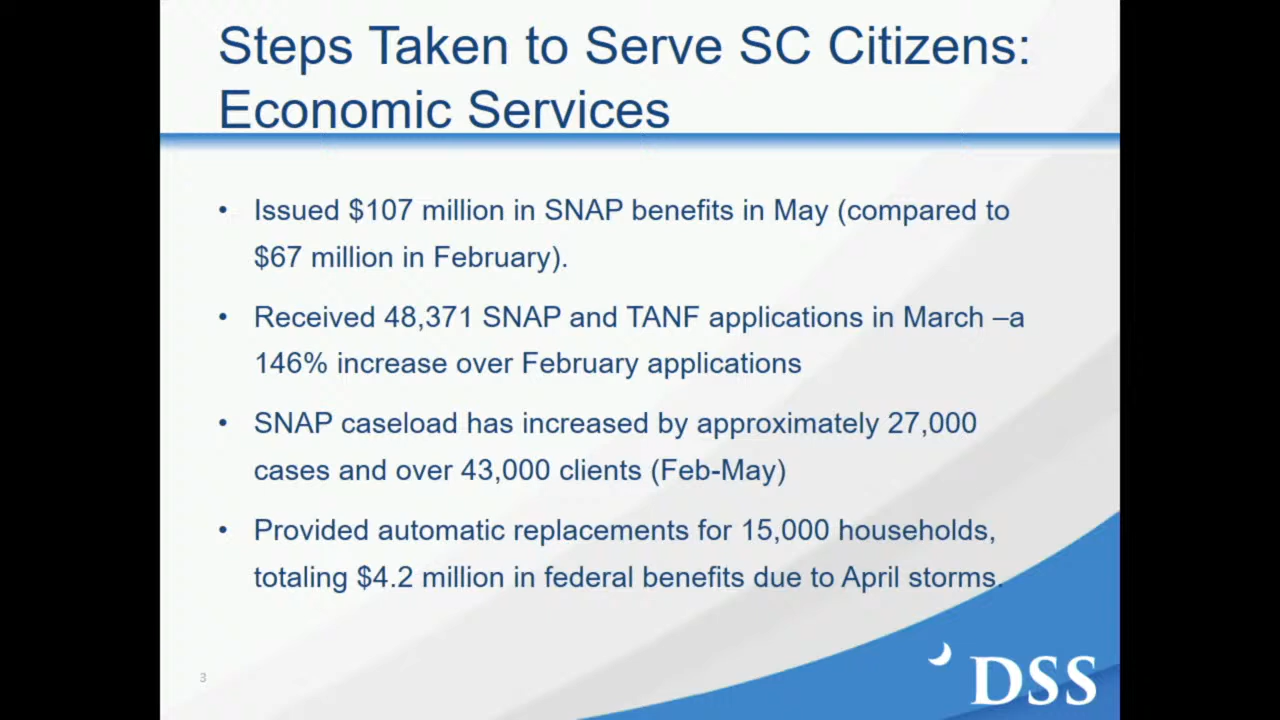 Steps Taken to Serve SC Citizens:
Economic Services
• Issued $107 million in SNAP benefits in May (compared to
$67 million in February).
• Received 48,371 SNAP and TANF applications in March –a
146% increase over February applications
• SNAP caseload has increased by approximately 27,000
cases and over 43,000 clients (Feb-May)
• Provided automatic replacements for 15,000 households,
totaling $4.2 million in federal benefits due to April storms.
3
DSS